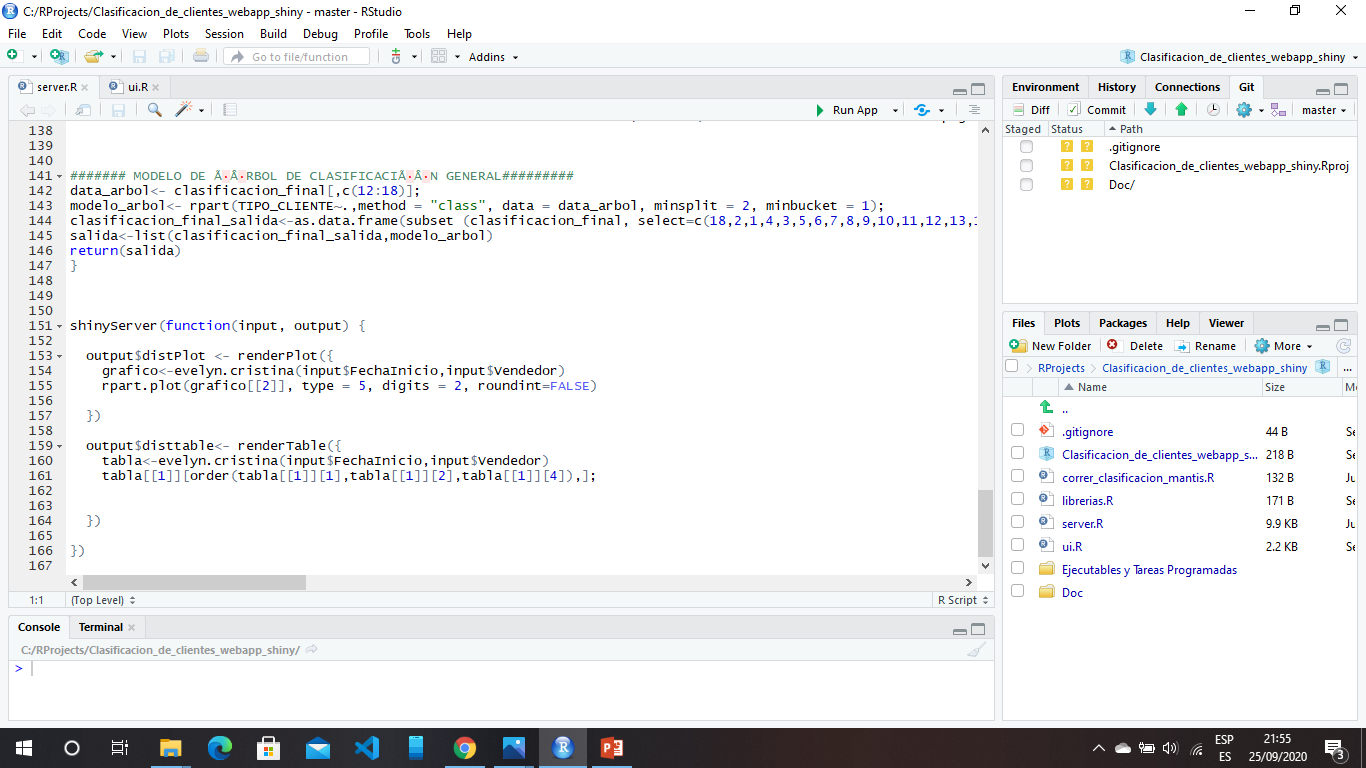 C:/RProjects/Clasificacion_de_clientes_webapp_shiny - master - RStudio
File Edit Code View Plots Session Build Debug Profile Tools Help
Go to file/function Addins Clasificacion_de_clientes_webapp_shiny
server.R ui.R
Run App
138
139
140
141 ####### MODELO DE Ã·Â·RBOL DE CLASIFICACIÃ·Â·N GENERAL#########
142 data_arbol<- clasificacion_final[,c(12:18)];
143 modelo_arbol<- rpart(TIPO_CLIENTE~.,method = "class", data = data_arbol, minsplit = 2, minbucket = 1);
144 clasificacion_final_salida<-as.data.frame(subset (clasificacion_final, select=c(18,2,1,4,3,5,6,7,8,9,10,11,12,13,
145 salida<-list(clasificacion_final_salida,modelo_arbol)
146 return(salida)
147 }
148
149
150
151 shinyServer(function(input, output) {
152
153 output$distPlot <- renderPlot({
154 grafico<-evelyn.cristina(input$FechaInicio,input$Vendedor)
155 rpart.plot(grafico[[2]], type = 5, digits = 2, roundint=FALSE)
156
157 })
158
159 output$disttable<- renderTable({
160 tabla<-evelyn.cristina(input$FechaInicio,input$Vendedor)
161 tabla[[1]][order(tabla[[1]][1],tabla[[1]][2],tabla[[1]][4]),];
162
163
164 })
165
166 })
167
1:1 (Top Level) R Script
Console Terminal
C:/RProjects/Clasificacion_de_clientes_webapp_shiny/
>
Environment History Connections Git
Diff Commit master
Staged Status Path
? ? .gitignore
? ? Clasificacion_de_clientes_webapp_shiny.Rproj
? ? Doc/
Files Plots Packages Help Viewer
New Folder Delete Rename More
RProjects Clasificacion_de_clientes_webapp_shiny ...
Name Size
..
.gitignore 44 B Se
Clasificacion_de_clientes_webapp_s... 218 B Se
correr_clasificacion_mantis.R 132 B Ju
librerias.R 171 B Se
server.R 9.9 KB Ju
ui.R 2.2 KB Se
Ejecutables y Tareas Programadas
Doc
ESP
ES
21:55
25/09/2020
3